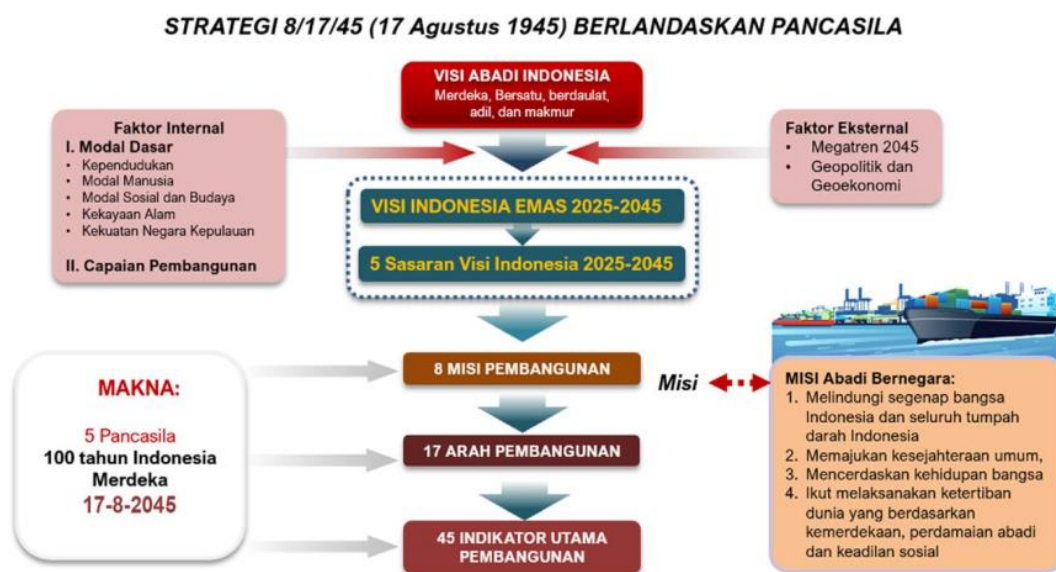 STRATEGI 8/17/45 (17 Agustus 1945) BERLANDASKAN PANCASILA
VISI ABADI INDONESIA
Merdeka, Bersatu, berdaulat,
adil, dan makmur
Faktor Internal
I. Modal Dasar
• Kependudukan
• Modal Manusia
• Modal Sosial dan Budaya
• Kekayaan Alam
• Kekuatan Negara Kepulauan
II. Capaian Pembangunan
Faktor Eksternal
• Megatren 2045
• Geopolitik dan
Geoekonomi
VISI INDONESIA EMAS 2025-2045
5 Sasaran Visi Indonesia 2025-2045
MAKNA:
5 Pancasila
100 tahun Indonesia
Merdeka
17-8-2045
8 MISI PEMBANGUNAN
17 ARAH PEMBANGUNAN
45 INDIKATOR UTAMA
PEMBANGUNAN
Misi
MISI Abadi Bernegara:
1. Melindungi segenap bangsa
Indonesia dan seluruh tumpah
darah Indonesia
2. Memajukan kesejahteraan umum,
3. Mencerdaskan kehidupan bangsa
4. Ikut melaksanakan ketertiban
dunia yang berdasarkan
kemerdekaan, perdamaian abadi
dan keadilan sosial